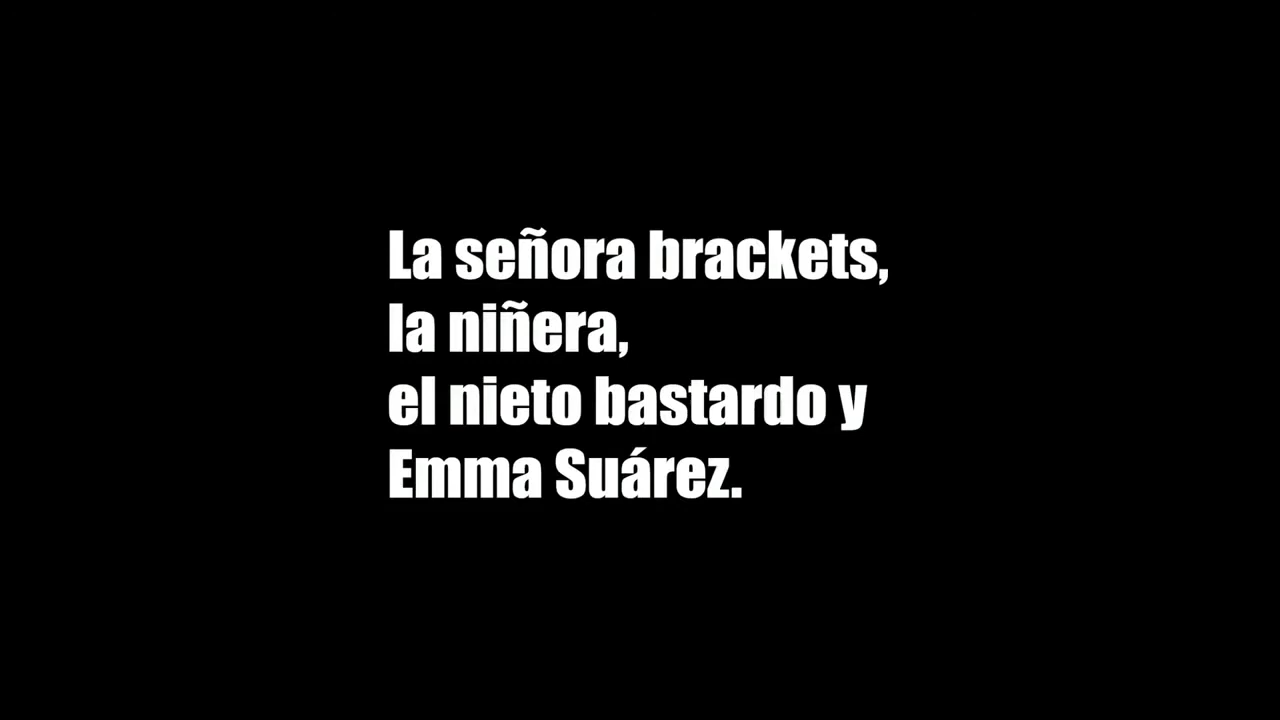 La señora brackets,
la niñera,
el nieto bastardo y
Emma Suárez.